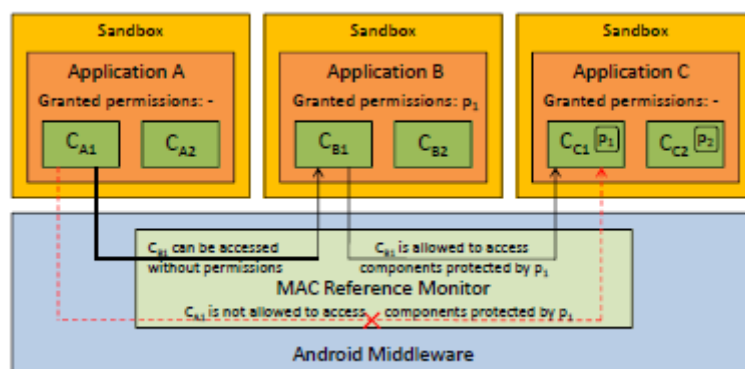 Sandbox
Sandbox
Sandbox
Application A
Application B
Application C
Granted permissions: -
Granted permissions: p1
Granted permissions: -
CA1
CA2
CB1
CB2
CC1 p1
CC2 p2
CB1 can be accessed
without permissions
CB1 is allowed to access
components protected by p1
MAC Reference Monitor
CA1 is not allowed to access components protected by p1
Android Middleware